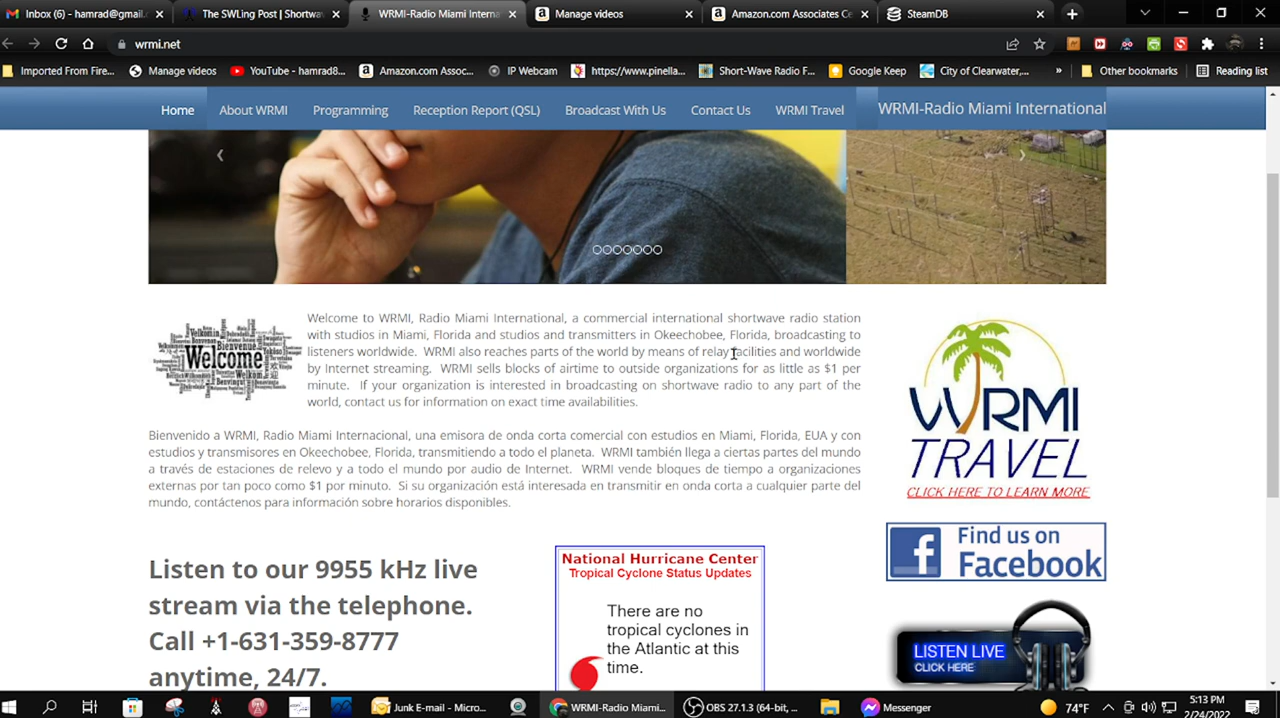 Inbox (6) - hamrad@gmail
The SWLing Post | Shortwav
WRMI-Radio Miami Interna
Manage videos
Amazon.com Associates Ce
SteamDB
wrmi.net
Imported From Fire...
Manage videos
YouTube - hamrad8...
Amazon.com Assoc...
IP Webcam
https://www.pinella...
Short-Wave Radio F...
Google Keep
City of Clearwater,...
»
Other bookmarks
Reading list
Home
About WRMI
Programming
Reception Report (QSL)
Broadcast With Us
Contact Us
WRMI Travel
WRMI-Radio Miami International
Welcome
Welcome to WRMI, Radio Miami International, a commercial international shortwave radio station
with studios in Miami, Florida and studios and transmitters in Okeechobee, Florida, broadcasting to
listeners worldwide. WRMI also reaches parts of the world by means of relay facilities and worldwide
by Internet streaming. WRMI sells blocks of airtime to outside organizations for as little as $1 per
minute. If your organization is interested in broadcasting on shortwave radio to any part of the
world, contact us for information on exact time availabilities.
Bienvenido a WRMI, Radio Miami Internacional, una emisora de onda corta comercial con estudios en Miami, Florida, EUA y con
estudios y transmisores en Okeechobee, Florida, transmitiendo a todo el planeta. WRMI también llega a ciertas partes del mundo
a través de estaciones de relevo y a todo el mundo por audio de Internet. WRMI vende bloques de tiempo a organizaciones
externas por tan poco como $1 por minuto. Si su organización está interesada en transmitir en onda corta a cualquier parte del
mundo, contáctenos para información sobre horarios disponibles.
WRMI
TRAVEL
CLICK HERE TO LEARN MORE
Find us on
Facebook
Listen to our 9955 kHz live
stream via the telephone.
Call +1-631-359-8777
anytime, 24/7.
National Hurricane Center
Tropical Cyclone Status Updates
There are no
tropical cyclones in
the Atlantic at this
time.
LISTEN LIVE
CLICK HERE
Junk E-mail - Micro...
WRMI-Radio Miami...
OBS 27.1.3 (64-bit, ...
Messenger
74°F
5:13 PM
2/24/2022